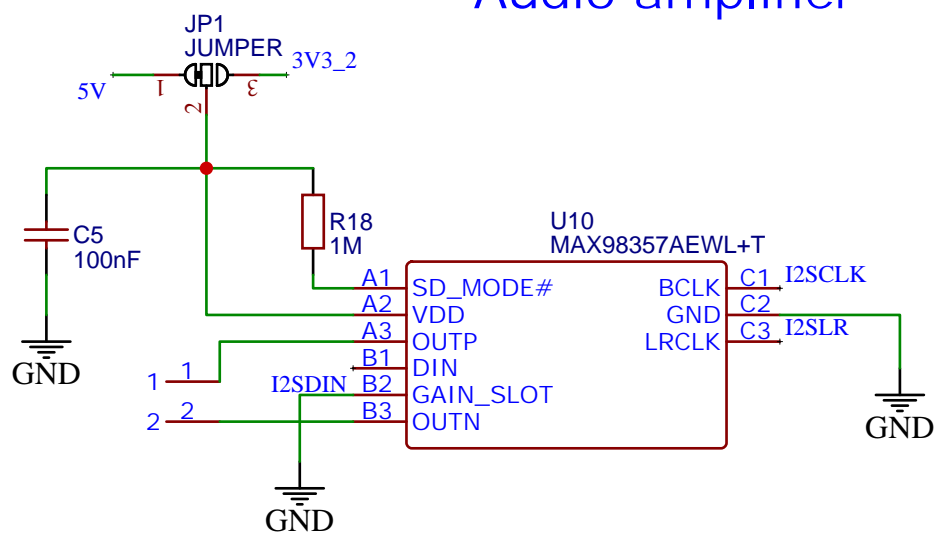 Audio amplifier
JP1
JUMPER
5V
1
2
3
3V3_2
C5
100nF
R18
1M
U10
MAX98357AEWL+T
A1
SD_MODE#
A2
VDD
A3
OUTP
B1
DIN
I2SDIN
B2
GAIN_SLOT
B3
OUTN
BCLK
C1
I2SCLK
GND
C2
LRCLK
C3
I2SLR
1
1
2
2
GND
GND
GND